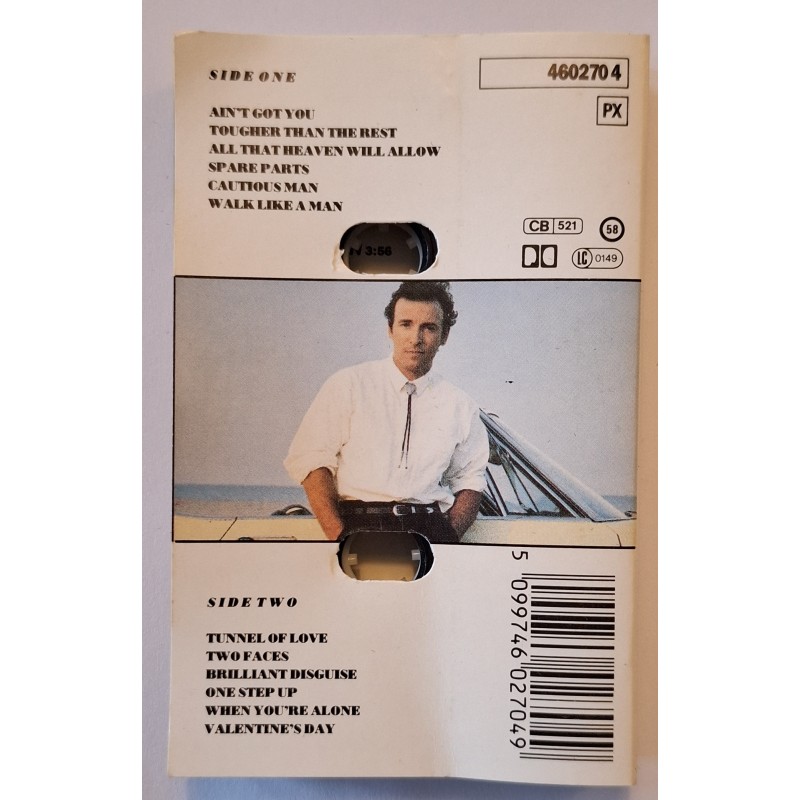 SIDE ONE
4602704
PX
AIN'T GOT YOU
TOUGHER THAN THE REST
ALL THAT HEAVEN WILL ALLOW
SPARE PARTS
CAUTIOUS MAN
WALK LIKE A MAN
CB 521
58
LC 0149
3:56
SIDE TWO
TUNNEL OF LOVE
TWO FACES
BRILLIANT DISGUISE
ONE STEP UP
WHEN YOU'RE ALONE
VALENTINE'S DAY
5 099746 027049